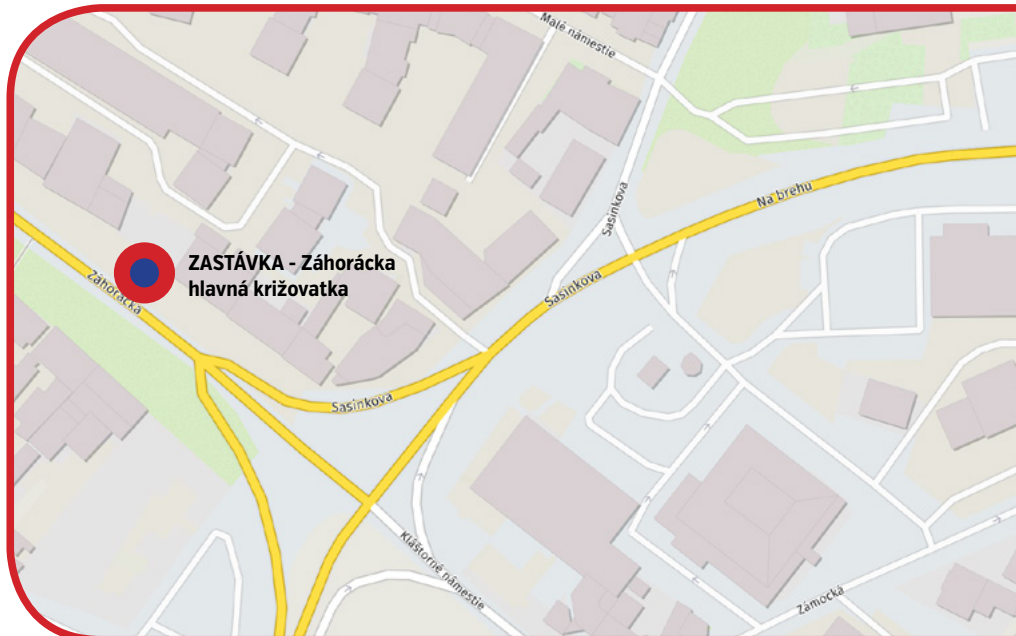 Malé námestie
Sasinkova
Na brehu
ZASTÁVKA - Záhorácka
hlavná križovatka
Záhorácka
Sasinkova
Sasinkova
Kláštorné námestie
Zámocká